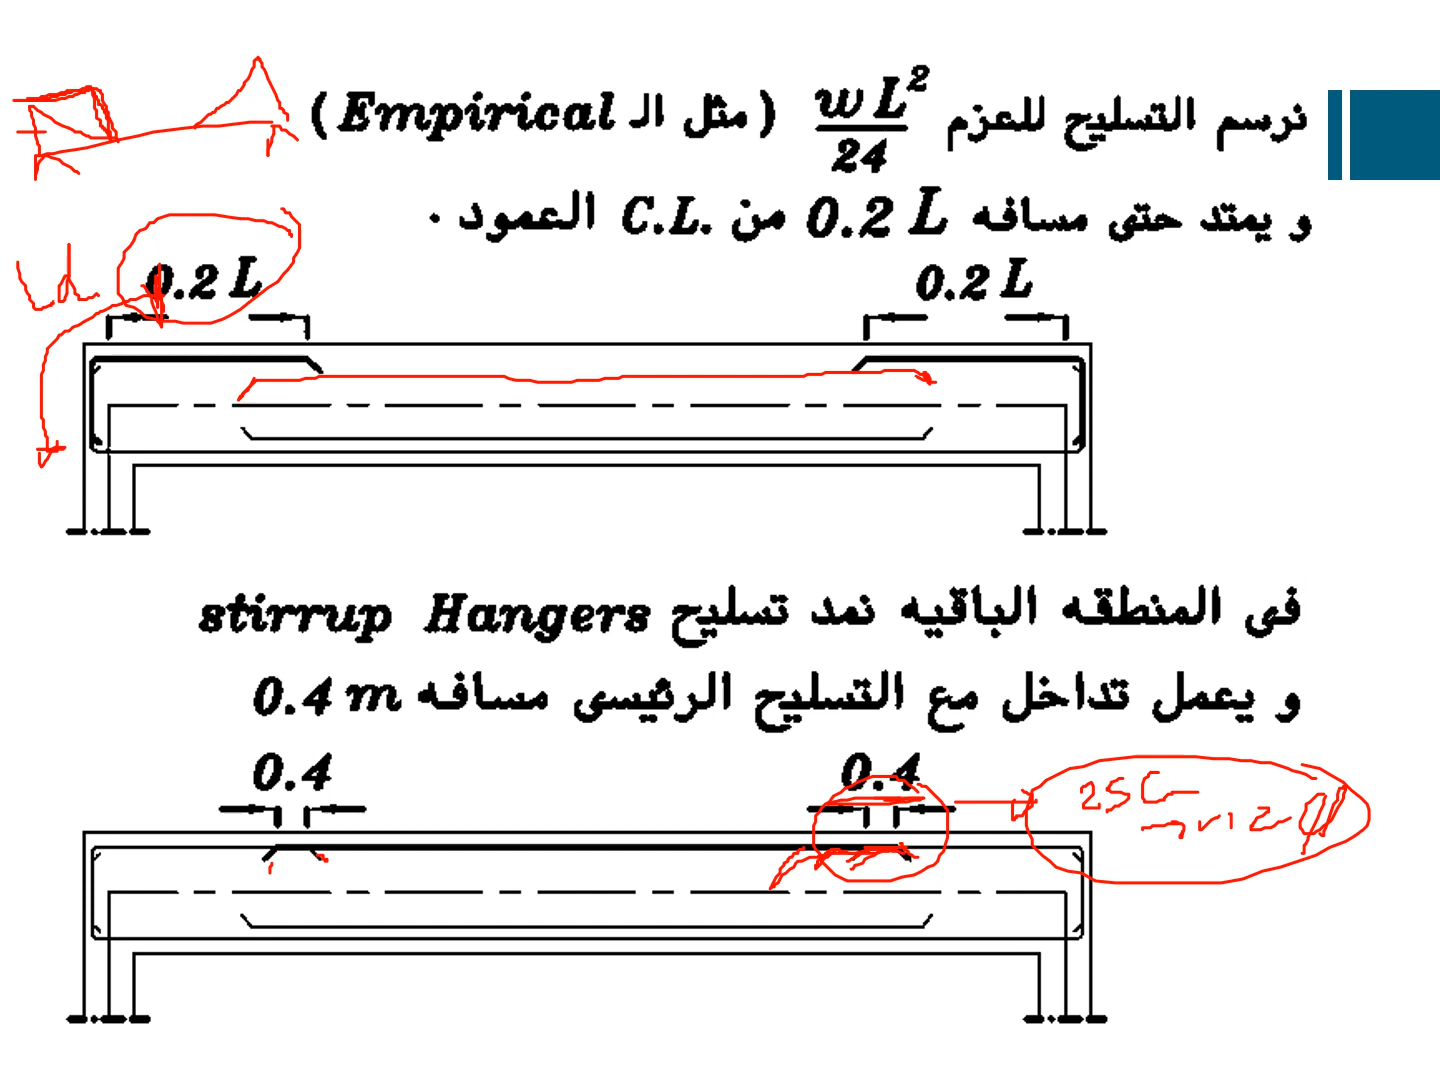 نرسم التسليح للعزم wL²/24 (مثل الـ Empirical)
و يمتد حتى مسافه 0.2 L من C.L. العمود .
0.2 L 0.2 L
فى المنطقه الباقيه نمد تسليح stirrup Hangers
و يعمل تداخل مع التسليح الرئيسى مسافه 0.4 m
0.4 0.4
25